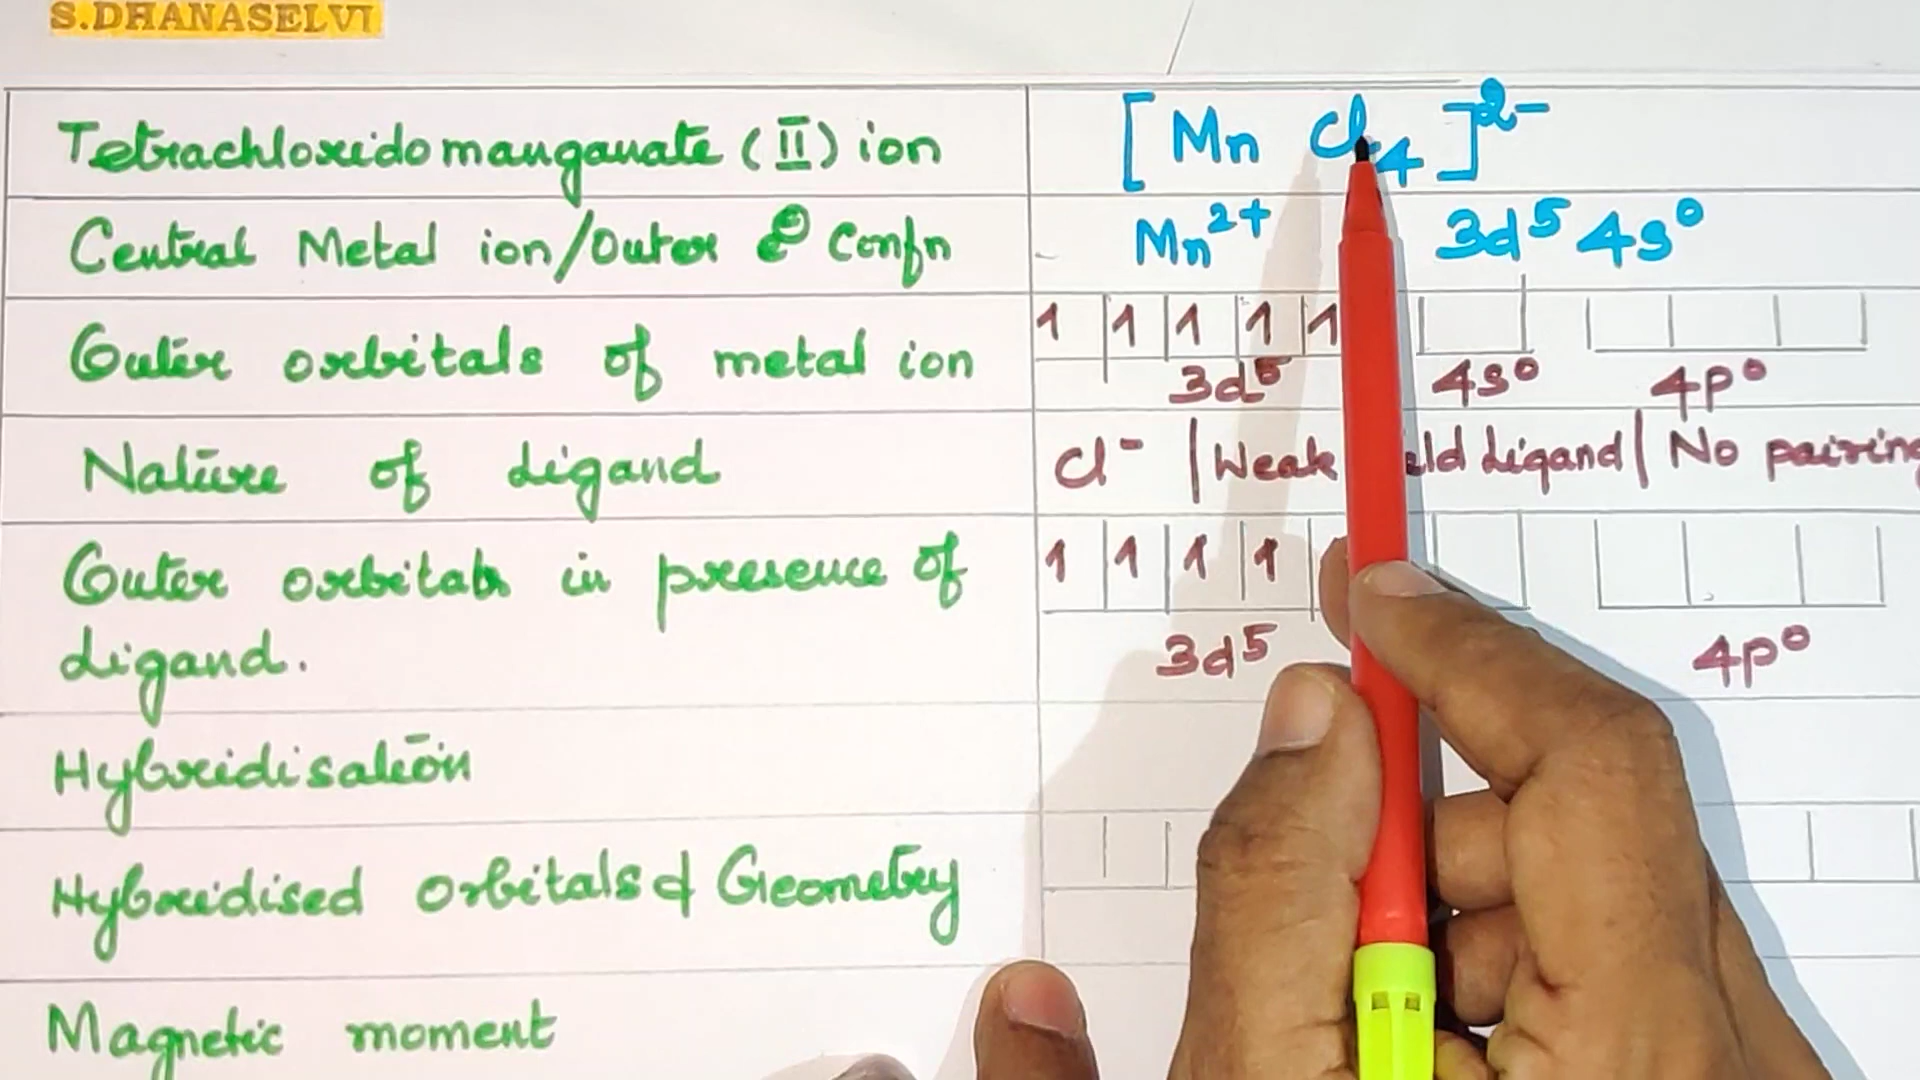 S.DHANASELVI
Tetrachloridomanganate (II) ion
[Mn Cl₄]²⁻
Central Metal ion/Outer e⊖ Confn
Mn²⁺ 3d⁵ 4s⁰
Outer orbitals of metal ion
1 1 1 1 1
3d⁵ 4s⁰ 4p⁰
Nature of Ligand
Cl⁻ | Weak Ligand | No pairing
Outer orbitals in presence of
1 1 1 1
Ligand.
3d⁵ 4p⁰
Hybridisation
Hybridised orbitals & Geometry
Magnetic moment